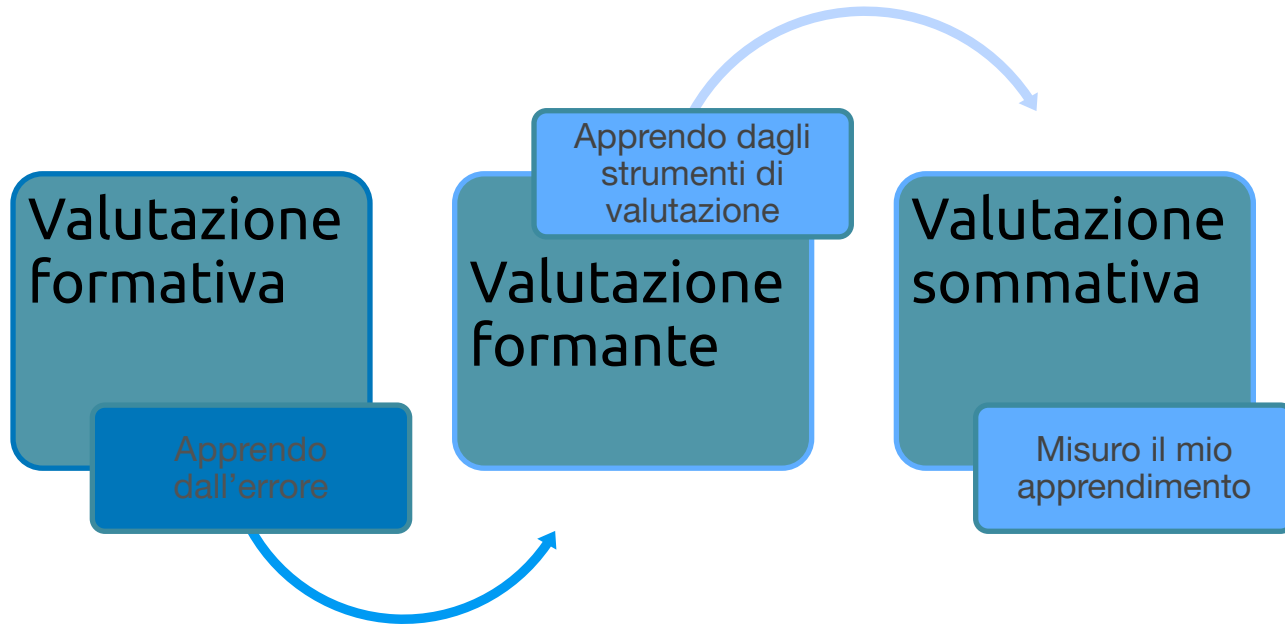 Valutazione
formativa
Apprendo
dall'errore
Apprendo dagli
strumenti di
valutazione
Valutazione
formante
Valutazione
sommativa
Misuro il mio
apprendimento